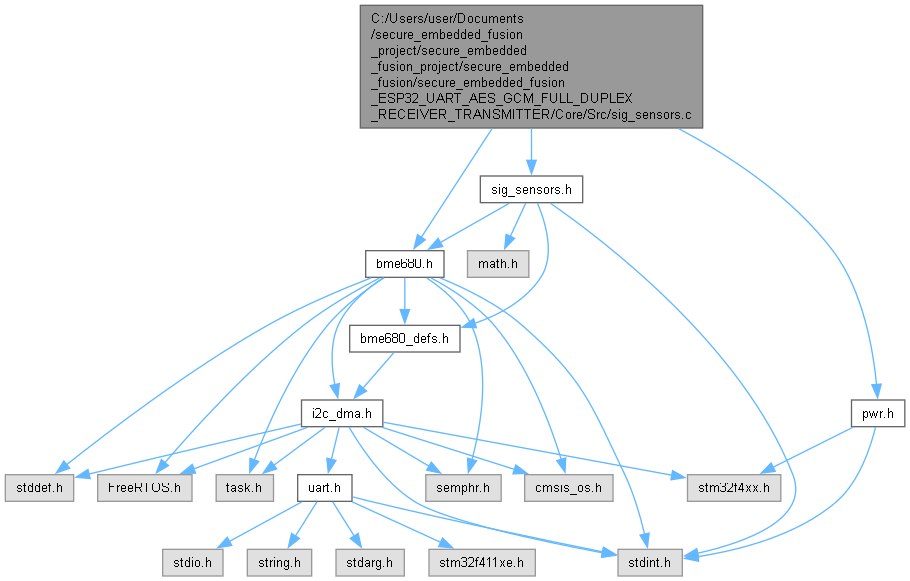 C:/Users/user/Documents
/secure_embedded_fusion
_project/secure_embedded
_fusion_project/secure_embedded
_fusion/secure_embedded_fusion
_ESP32_UART_AES_GCM_FULL_DUPLEX
_RECEIVER_TRANSMITTER/Core/Src/sig_sensors.c
sig_sensors.h
bme680.h
math.h
bme680_defs.h
i2c_dma.h
pwr.h
stddef.h
FreeRTOS.h
task.h
uart.h
semphr.h
cmsis_os.h
stm32f4xx.h
stdio.h
string.h
stdarg.h
stm32f411xe.h
stdint.h